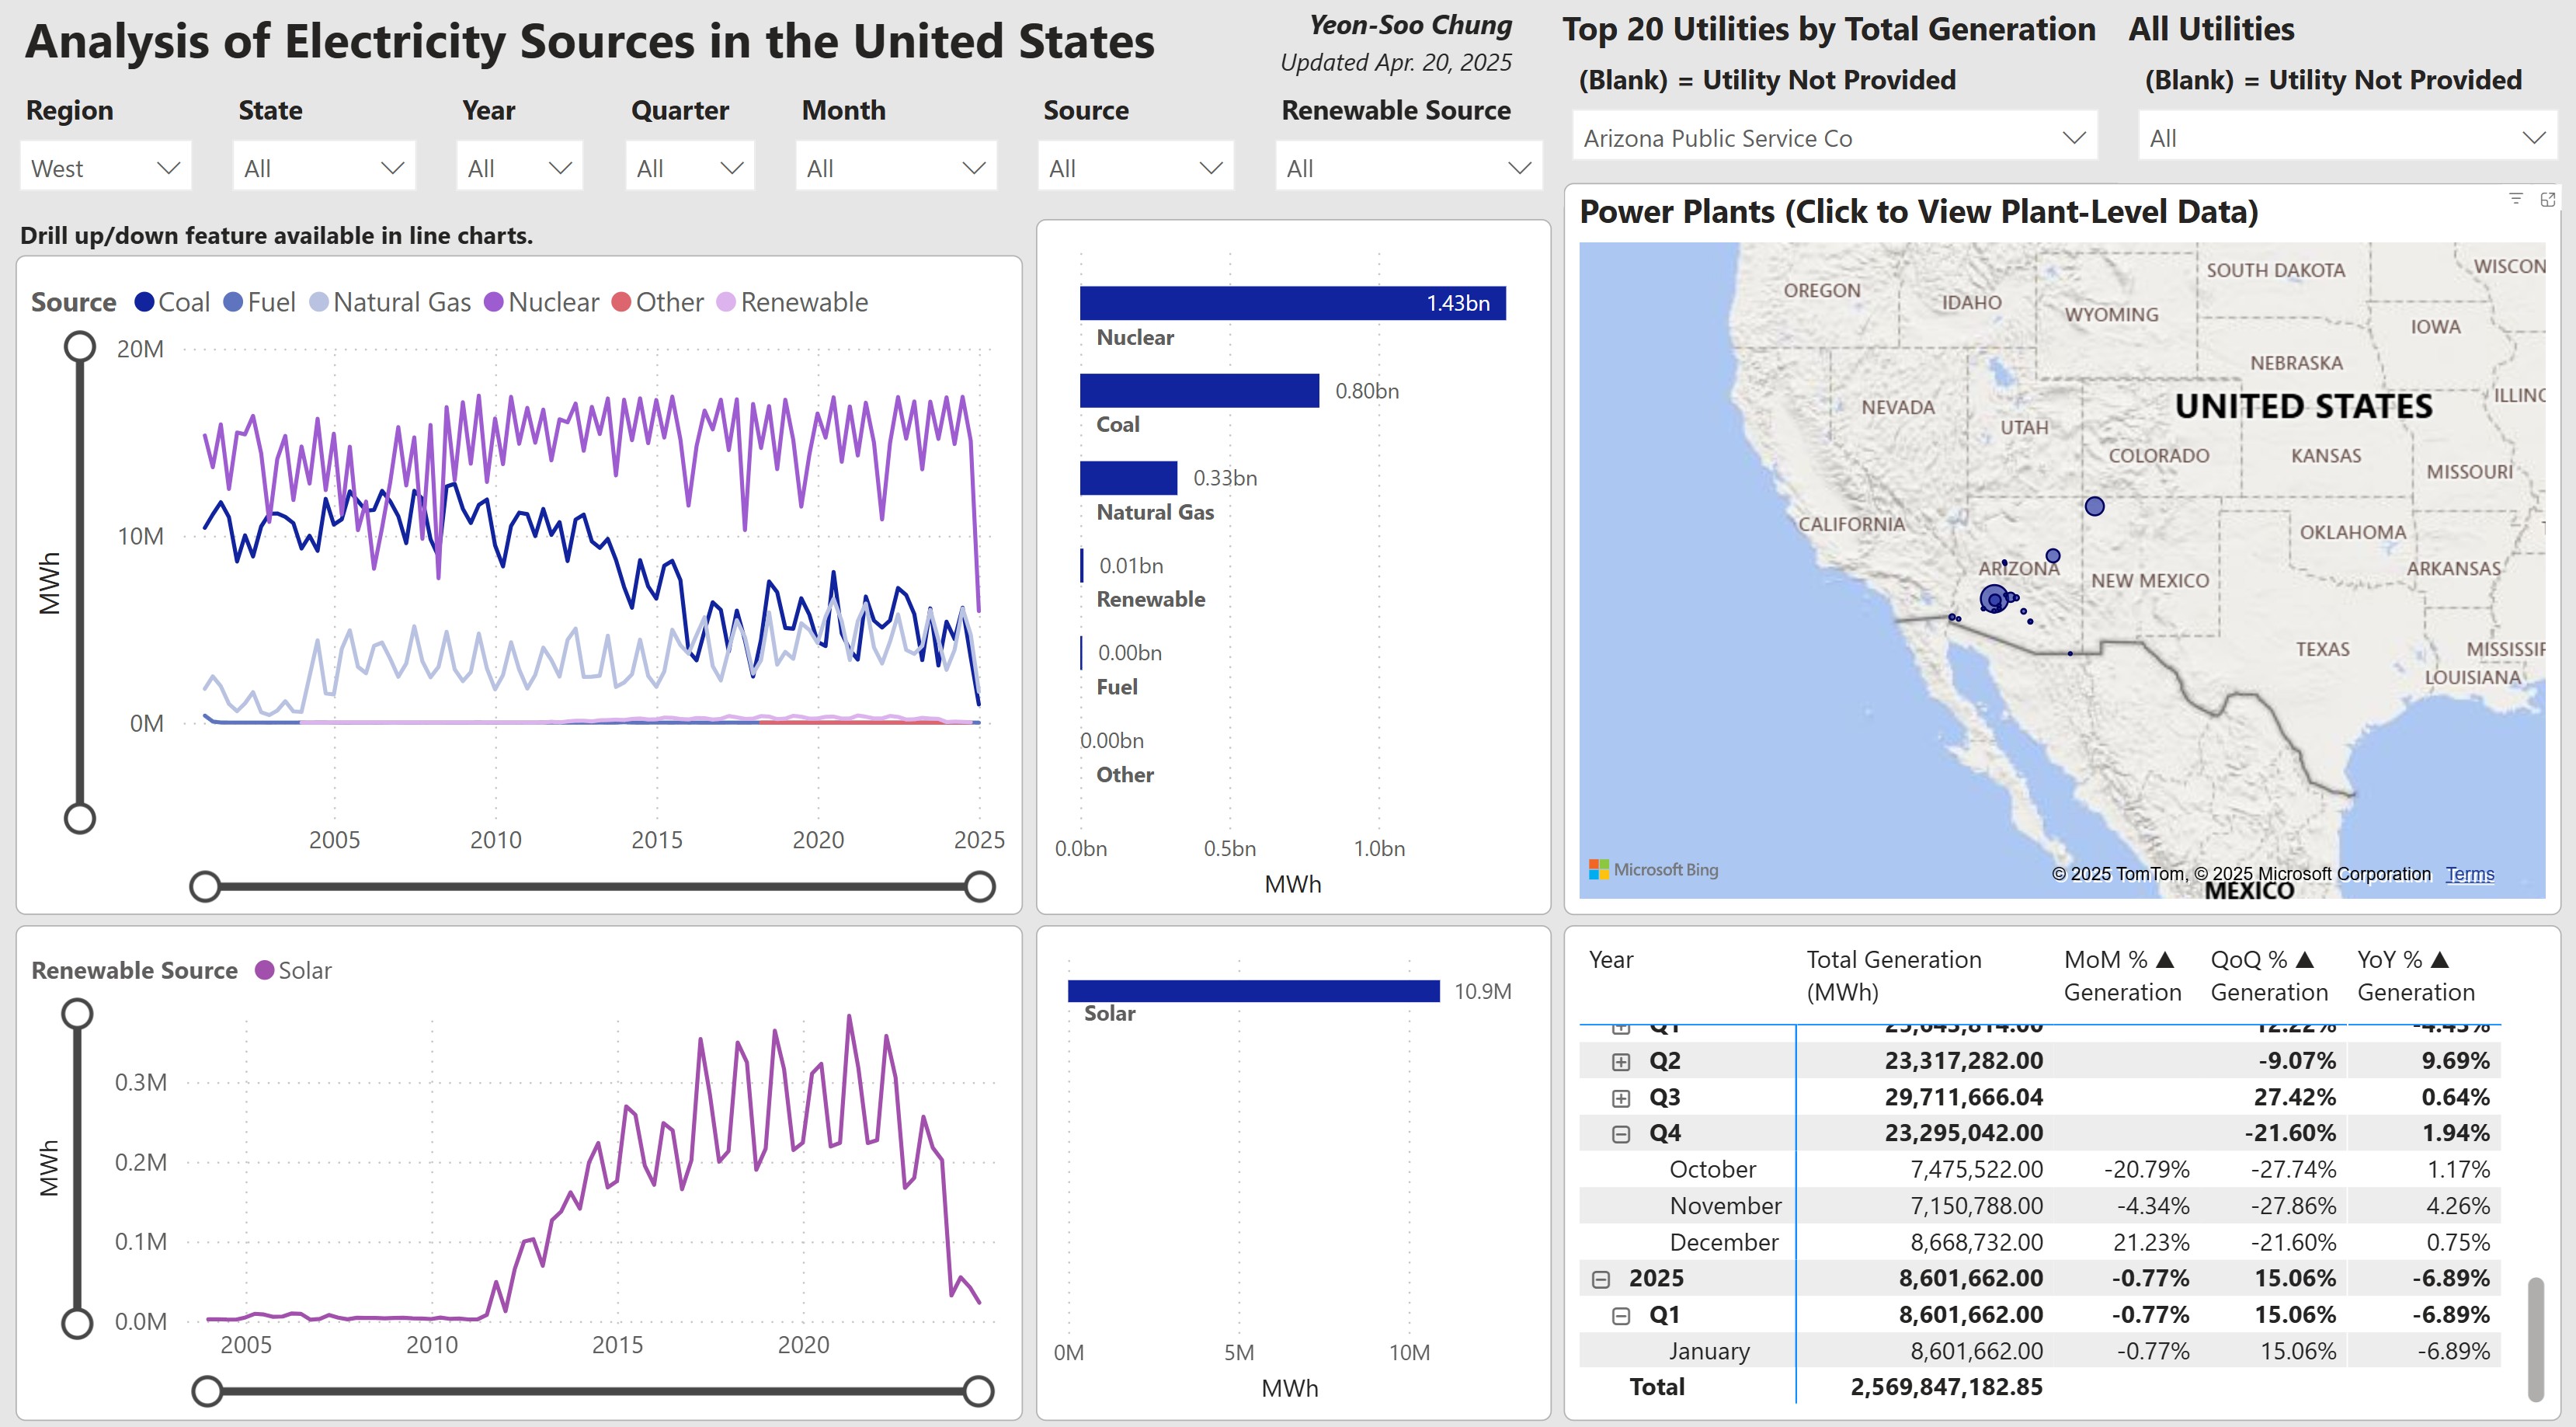 Analysis of Electricity Sources in the United States
Yeon-Soo Chung
Updated Apr. 20, 2025
Top 20 Utilities by Total Generation
(Blank) = Utility Not Provided
Arizona Public Service Co
All Utilities
(Blank) = Utility Not Provided
All
Region
West
State
All
Year
All
Quarter
All
Month
All
Source
All
Renewable Source
All
Drill up/down feature available in line charts.
Source Coal Fuel Natural Gas Nuclear Other Renewable
MWh
20M
10M
0M
2005 2010 2015 2020 2025
1.43bn
Nuclear
0.80bn
Coal
0.33bn
Natural Gas
0.01bn
Renewable
0.00bn
Fuel
0.00bn
Other
0.0bn 0.5bn 1.0bn
MWh
Power Plants (Click to View Plant-Level Data)
SOUTH DAKOTA
WISCON
OREGON
IDAHO
WYOMING
IOWA
NEBRASKA
ILLINO
UNITED STATES
NEVADA
UTAH
COLORADO
KANSAS
MISSOURI
CALIFORNIA
OKLAHOMA
ARIZONA
NEW MEXICO
ARKANSAS
TEXAS
MISSISSIP
LOUISIANA
Microsoft Bing
© 2025 TomTom, © 2025 Microsoft Corporation Terms
MEXICO
Renewable Source Solar
MWh
0.3M
0.2M
0.1M
0.0M
2005 2010 2015 2020
10.9M
Solar
0M 5M 10M
MWh
Year Total Generation (MWh) MoM % ▲ Generation QoQ % ▲ Generation YoY % ▲ Generation
Q1 25,643,814.00 12.22% -4.43%
Q2 23,317,282.00 -9.07% 9.69%
Q3 29,711,666.04 27.42% 0.64%
Q4 23,295,042.00 -21.60% 1.94%
October 7,475,522.00 -20.79% -27.74% 1.17%
November 7,150,788.00 -4.34% -27.86% 4.26%
December 8,668,732.00 21.23% -21.60% 0.75%
2025 8,601,662.00 -0.77% 15.06% -6.89%
Q1 8,601,662.00 -0.77% 15.06% -6.89%
January 8,601,662.00 -0.77% 15.06% -6.89%
Total 2,569,847,182.85